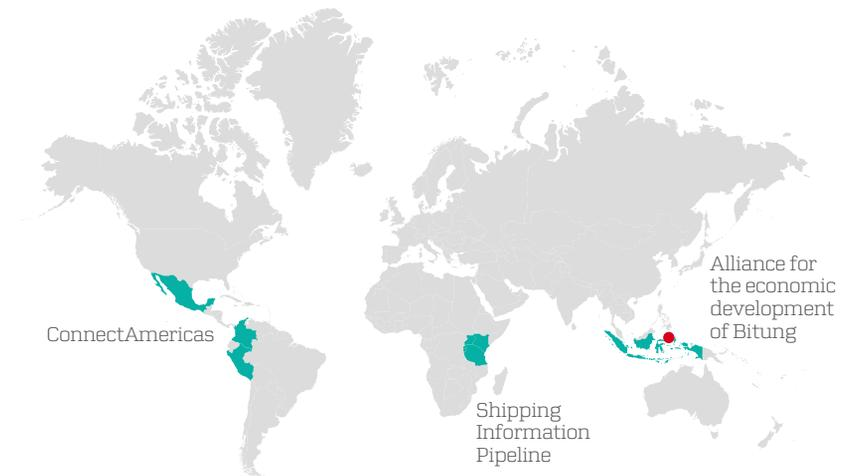 Alliance for
the economic
development
of Bitung
ConnectAmericas
Shipping
Information
Pipeline